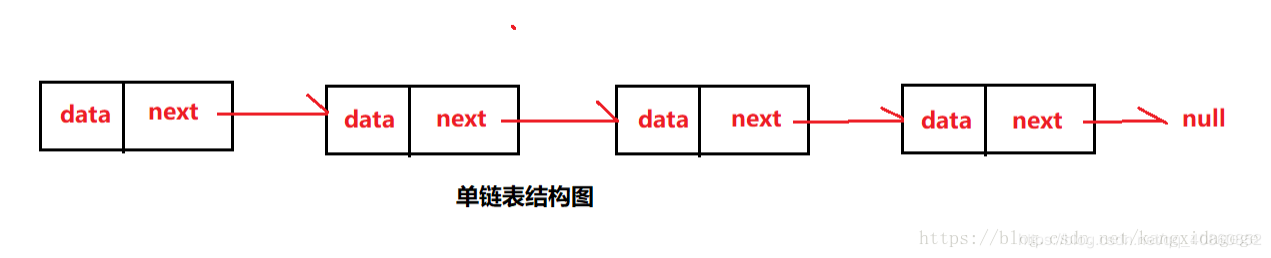 data next data next data next data next null
单链表结构图
https://blog.csdn.net/kangxidagege